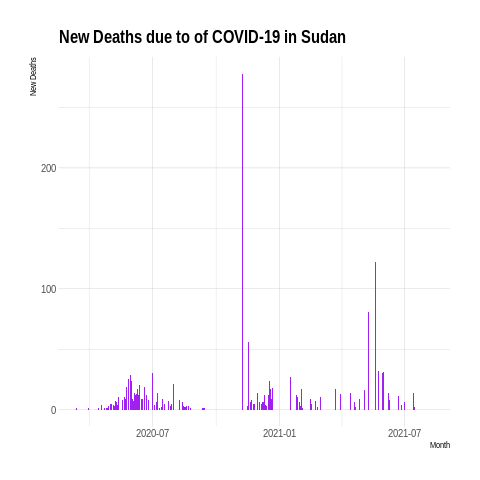 New Deaths due to of COVID-19 in Sudan
New Deaths
200
100
0
2020-07
2021-01
2021-07
Month